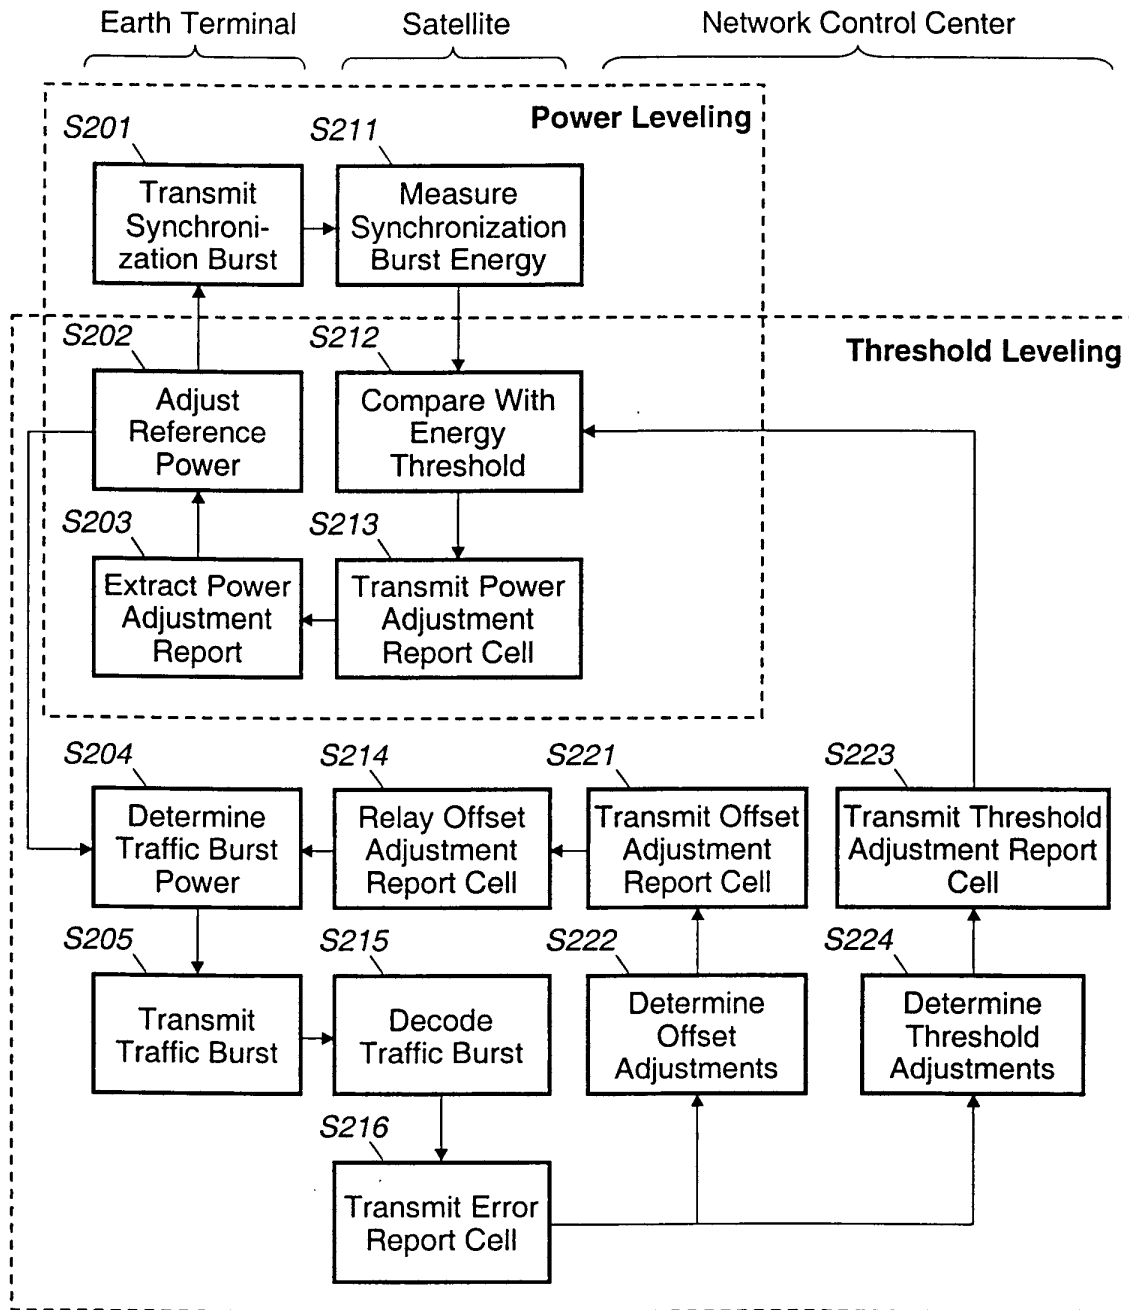 Earth Terminal
Satellite
Network Control Center
Power Leveling
S201
Transmit
Synchroni-
zation Burst
S211
Measure
Synchronization
Burst Energy
Threshold Leveling
S202
Adjust
Reference
Power
S212
Compare With
Energy
Threshold
S203
Extract Power
Adjustment
Report
S213
Transmit Power
Adjustment
Report Cell
S204
Determine
Traffic Burst
Power
S214
Relay Offset
Adjustment
Report Cell
S221
Transmit Offset
Adjustment
Report Cell
S223
Transmit Threshold
Adjustment Report
Cell
S205
Transmit
Traffic Burst
S215
Decode
Traffic Burst
S222
Determine
Offset
Adjustments
S224
Determine
Threshold
Adjustments
S216
Transmit Error
Report Cell